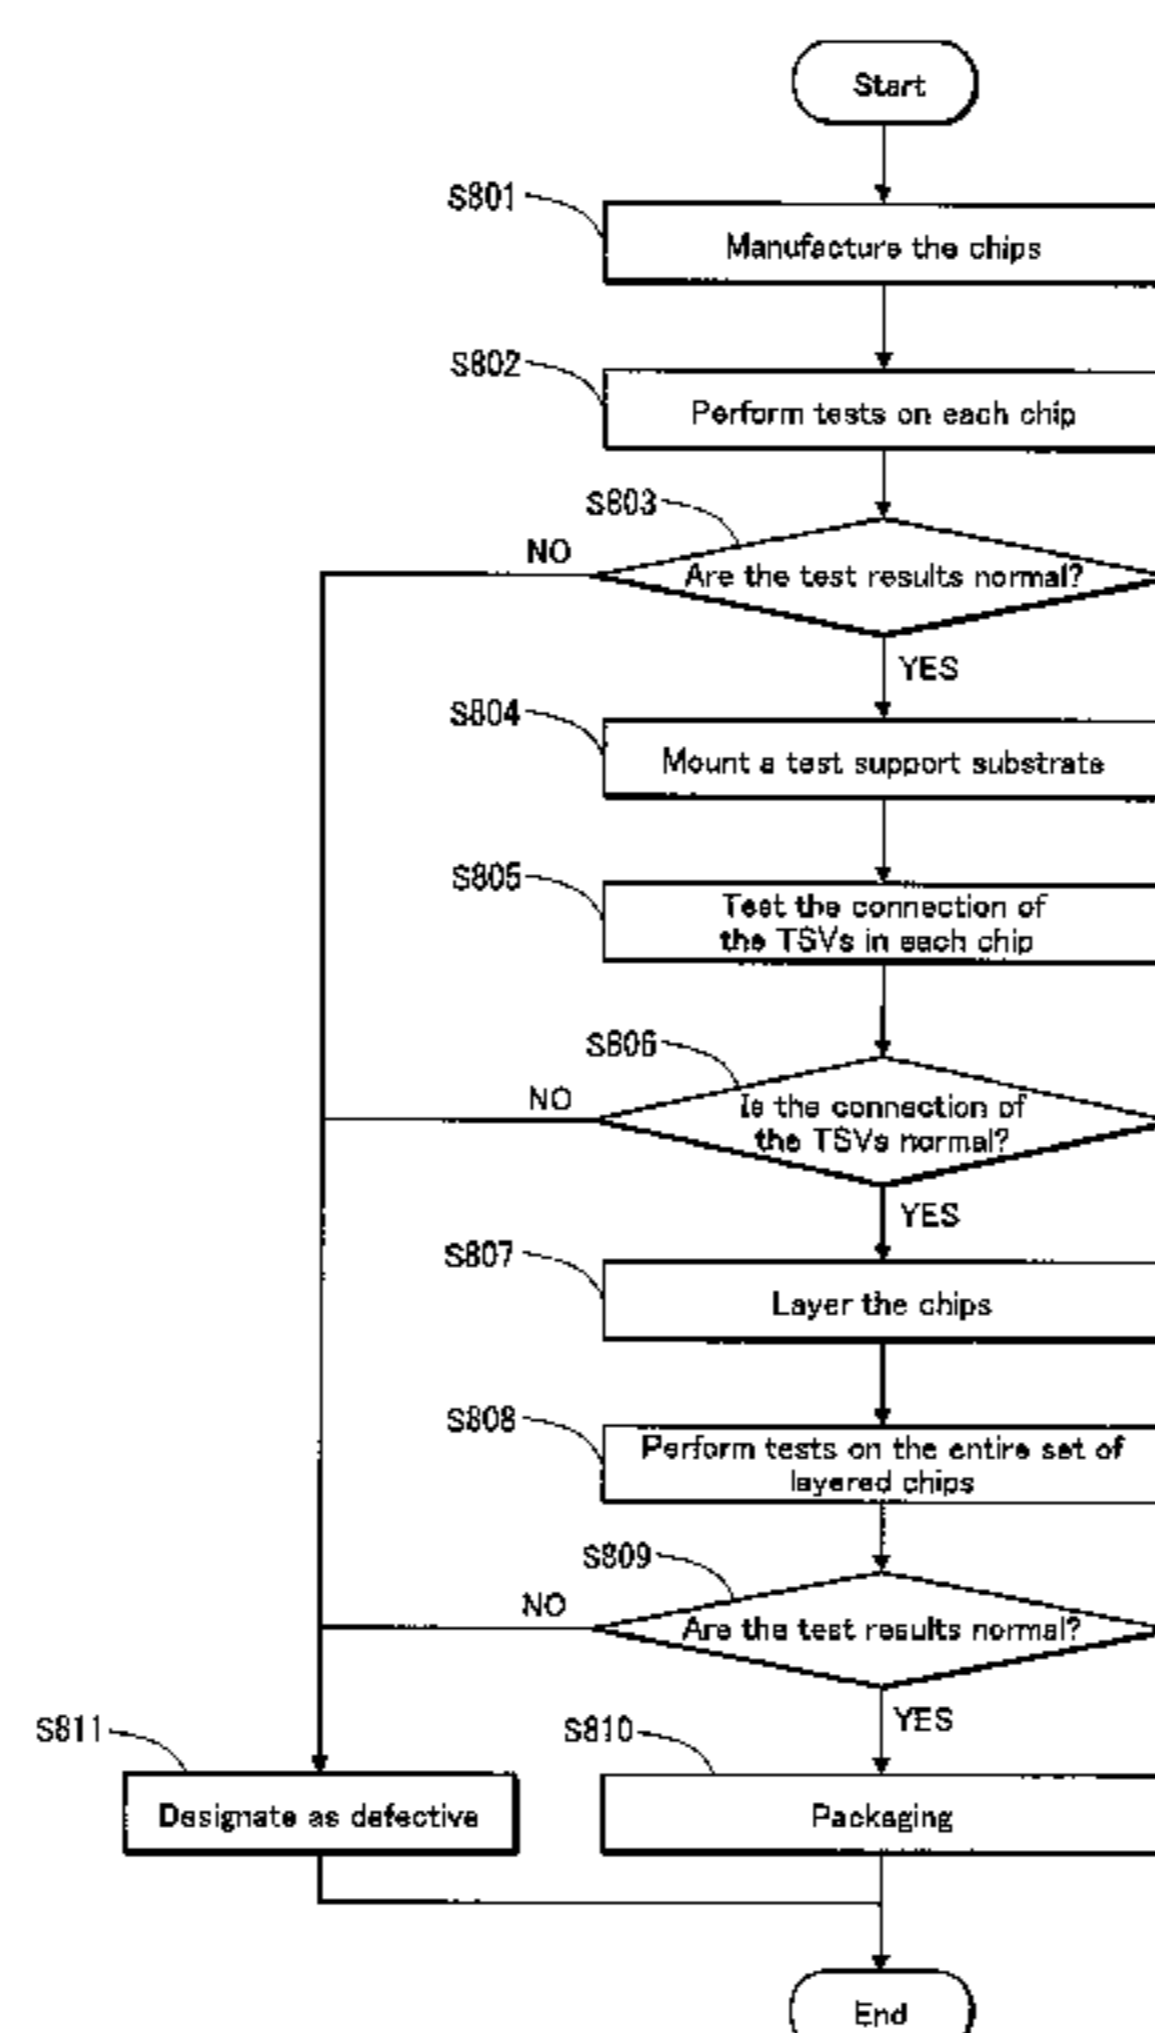 Start
S801
Manufacture the chips
S802
Perform tests on each chip
S803
NO
Are the test results normal?
YES
S804
Mount a test support substrate
S805
Test the connection of
the TSVs in each chip
S806
NO
Is the connection of
the TSVs normal?
YES
S807
Layer the chips
S808
Perform tests on the entire set of
layered chips
S809
NO
Are the test results normal?
YES
S811
S810
Designate as defective
Packaging
End